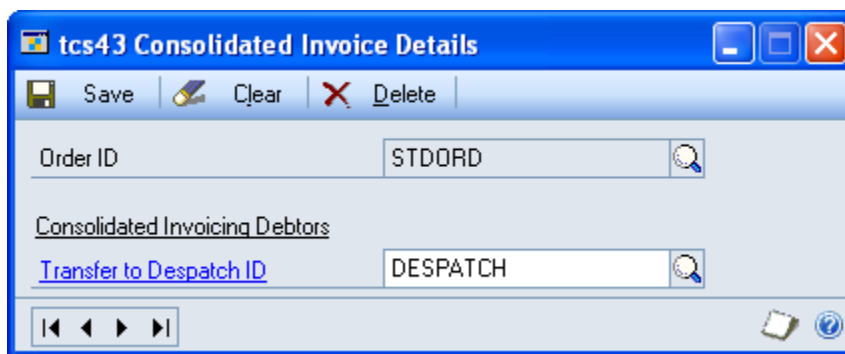 tcs43 Consolidated Invoice Details
Save Clear Delete
Order ID STDORD
Consolidated Invoicing Debtors
Transfer to Despatch ID DESPATCH